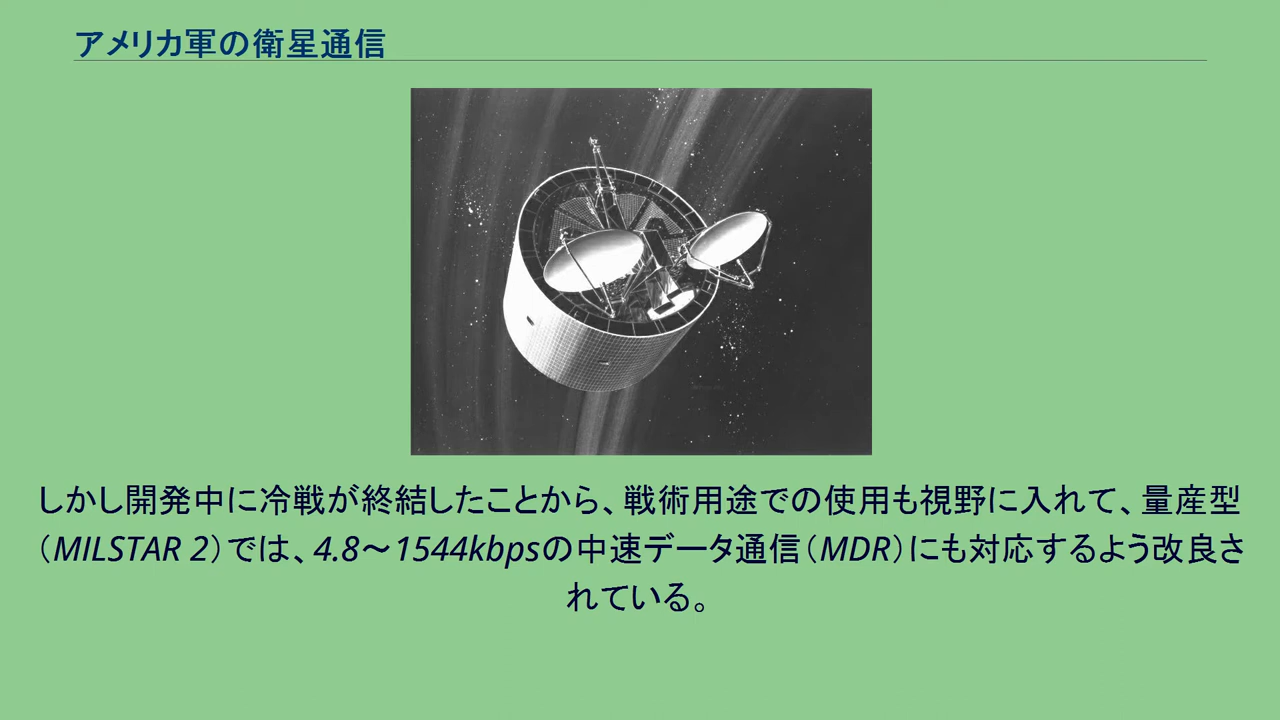 アメリカ軍の衛星通信
しかし開発中に冷戦が終結したことから、戦術用途での使用も視野に入れて、量産型
（MILSTAR 2）では、4.8〜1544kbpsの中速データ通信（MDR）にも対応するよう改良さ
れている。